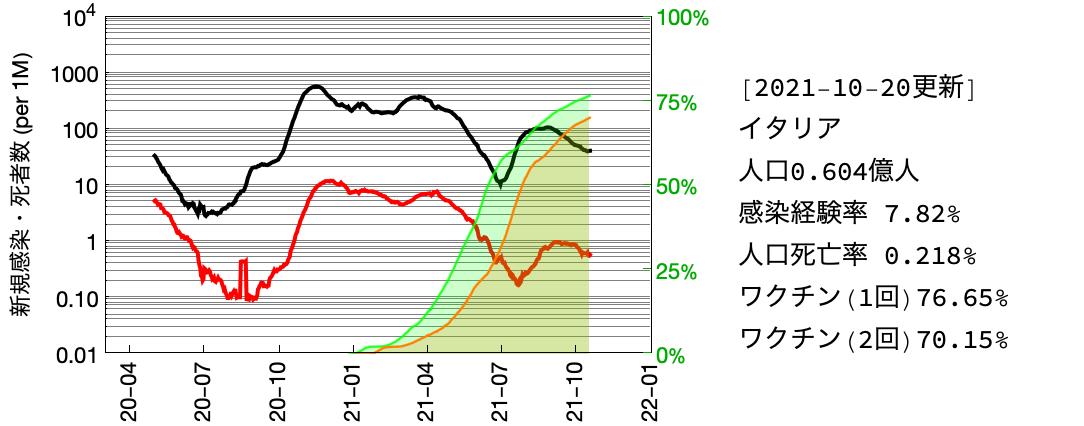 10^4
1000
100
10
1
0.10
0.01
新規感染・死者数 (per 1M)
100%
75%
50%
25%
0%
20-04
20-07
20-10
21-01
21-04
21-07
21-10
22-01
[2021-10-20更新]
イタリア
人口0.604億人
感染経験率 7.82%
人口死亡率 0.218%
ワクチン(1回)76.65%
ワクチン(2回)70.15%